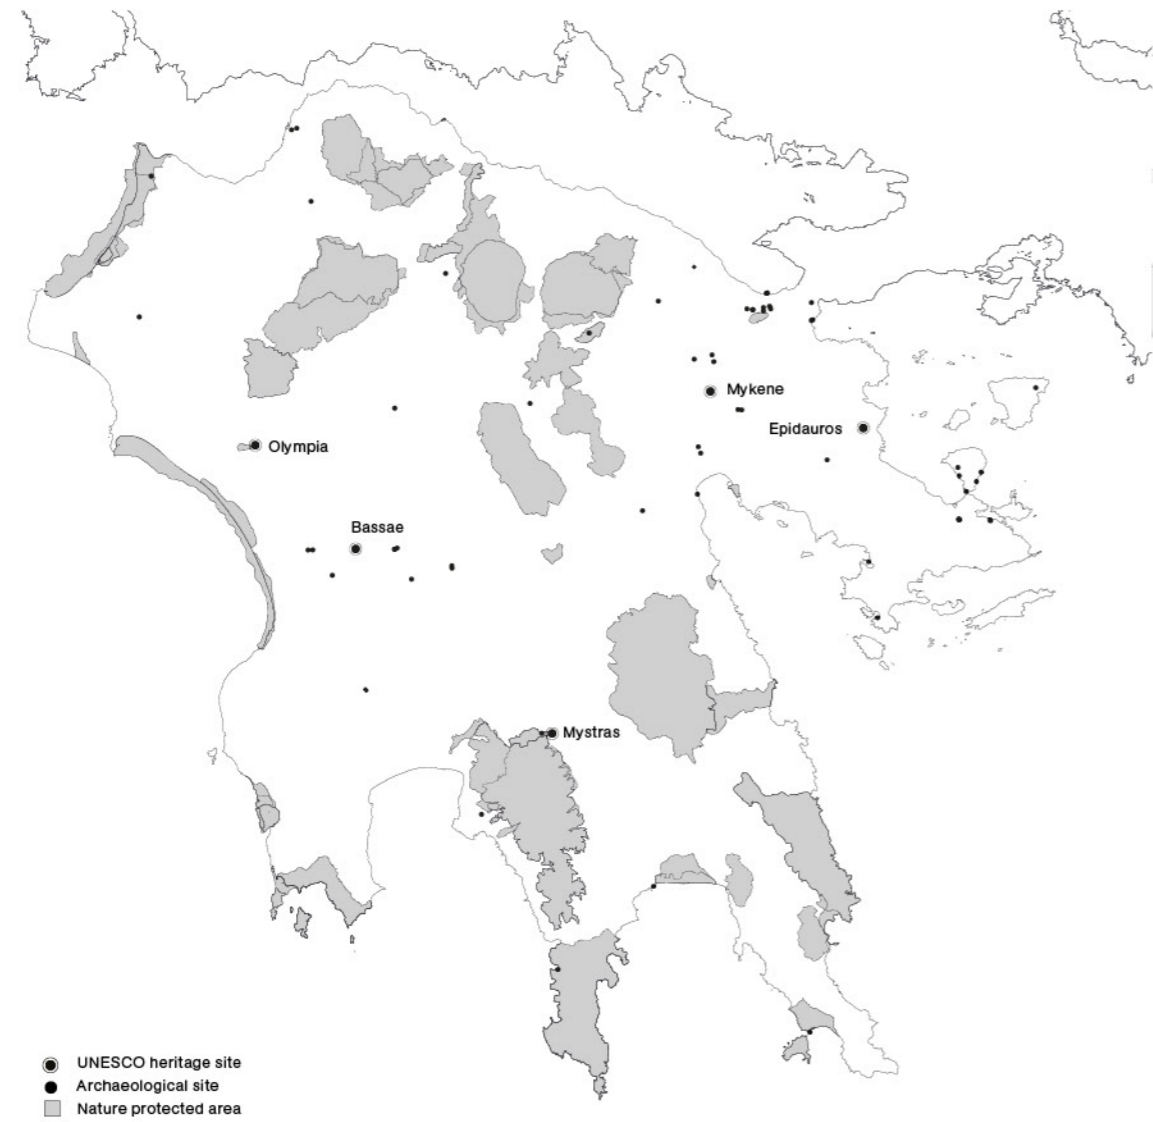 Mykene
Epidauros
Olympia
Bassae
Mystras
UNESCO heritage site
Archaeological site
Nature protected area